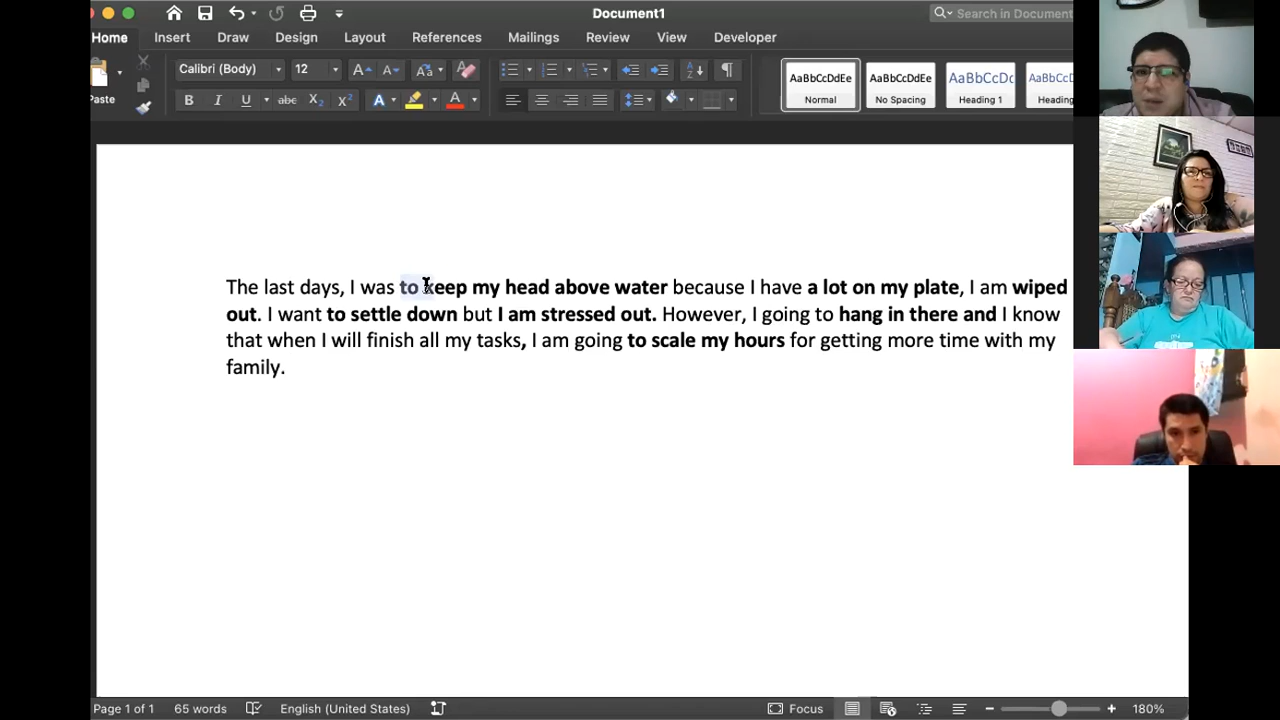 Document1
Search in Document
Home Insert Draw Design Layout References Mailings Review View Developer
Paste
Calibri (Body) 12
AaBbCcDdEe AaBbCcDdEe AaBbCcDc AaBbCcDdEe
Normal No Spacing Heading 1 Heading
The last days, I was to keep my head above water because I have a lot on my plate, I am wiped
out. I want to settle down but I am stressed out. However, I going to hang in there and I know
that when I will finish all my tasks, I am going to scale my hours for getting more time with my
family.
Page 1 of 1 65 words English (United States) Focus 180%